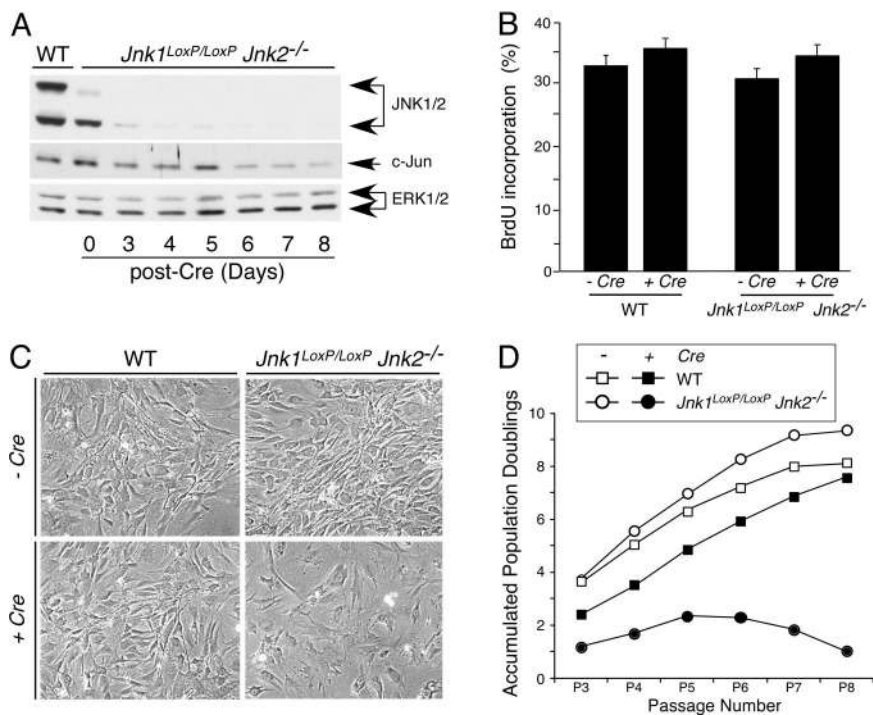 A
WT
Jnk1LoxP/LoxP Jnk2-/-
JNK1/2
c-Jun
ERK1/2
0 3 4 5 6 7 8
post-Cre (Days)
B
BrdU incorporation (%)
40
30
20
10
0
- Cre + Cre - Cre + Cre
WT Jnk1LoxP/LoxP Jnk2-/-
C
WT Jnk1LoxP/LoxP Jnk2-/-
- Cre
+ Cre
D
- + Cre
WT
Jnk1LoxP/LoxP Jnk2-/-
Accumulated Population Doublings
10
8
6
4
2
0
P3 P4 P5 P6 P7 P8
Passage Number